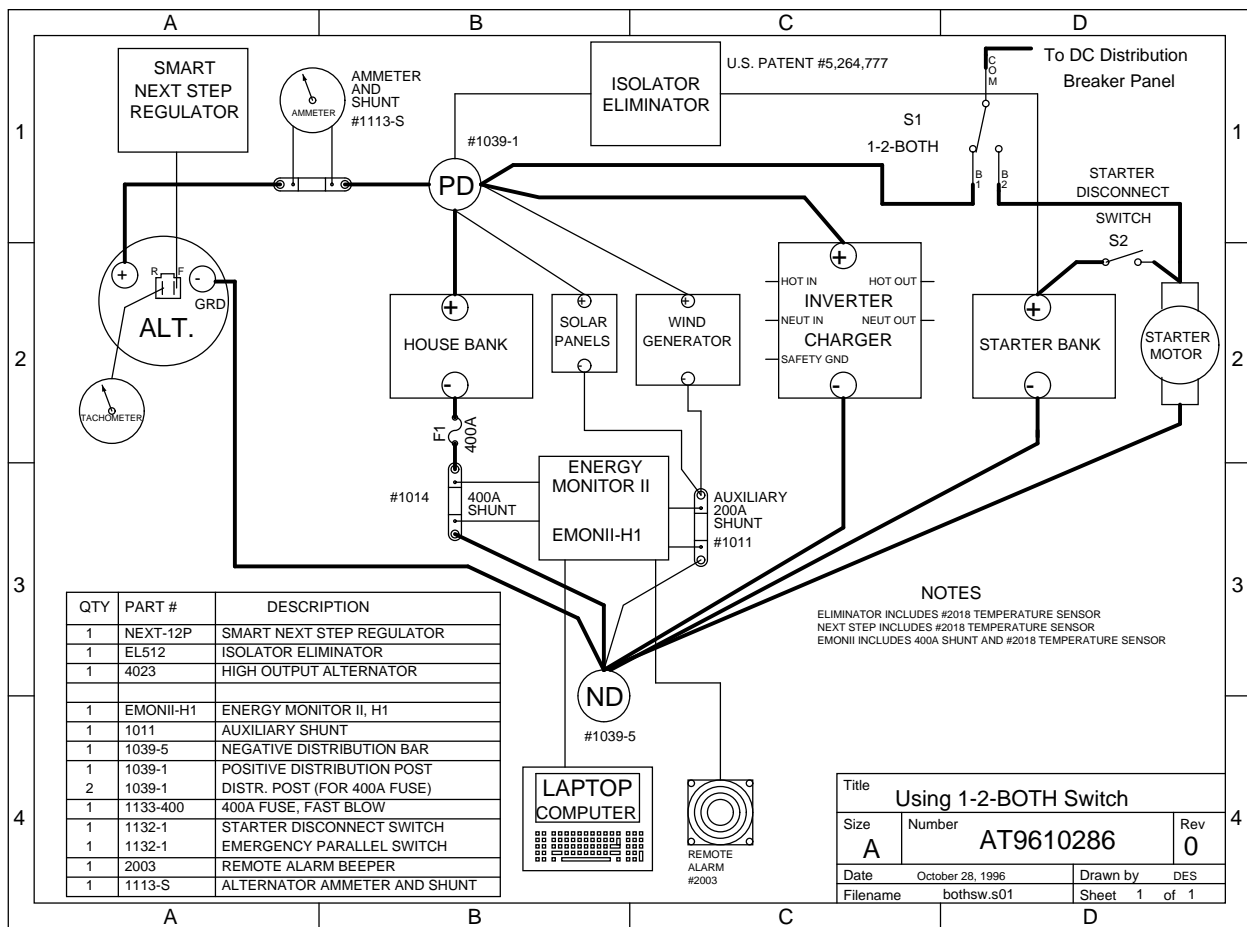 A B C D
1
2
3
4
SMART
NEXT STEP
REGULATOR
AMMETER
AMMETER
AND
SHUNT
#1113-S
ISOLATOR
ELIMINATOR
U.S. PATENT #5,264,777
COM
To DC Distribution
Breaker Panel
S1
1-2-BOTH
B1
B2
#1039-1
PD
STARTER
DISCONNECT
SWITCH
S2
+
R F
-
GRD
ALT.
TACHOMETER
+
HOUSE BANK
-
+
SOLAR
PANELS
-
+
WIND
GENERATOR
-
+
HOT IN HOT OUT
INVERTER
NEUT IN NEUT OUT
CHARGER
SAFETY GND
-
+
STARTER BANK
-
STARTER
MOTOR
F1
400A
#1014
400A
SHUNT
ENERGY
MONITOR II
EMONII-H1
AUXILIARY
200A
SHUNT
#1011
NOTES
ELIMINATOR INCLUDES #2018 TEMPERATURE SENSOR
NEXT STEP INCLUDES #2018 TEMPERATURE SENSOR
EMONII INCLUDES 400A SHUNT AND #2018 TEMPERATURE SENSOR
ND
#1039-5
QTY PART # DESCRIPTION
1 NEXT-12P SMART NEXT STEP REGULATOR
1 EL512 ISOLATOR ELIMINATOR
1 4023 HIGH OUTPUT ALTERNATOR
1 EMONII-H1 ENERGY MONITOR II, H1
1 1011 AUXILIARY SHUNT
1 1039-5 NEGATIVE DISTRIBUTION BAR
1 1039-1 POSITIVE DISTRIBUTION POST
2 1039-1 DISTR. POST (FOR 400A FUSE)
1 1133-400 400A FUSE, FAST BLOW
1 1132-1 STARTER DISCONNECT SWITCH
1 1132-1 EMERGENCY PARALLEL SWITCH
1 2003 REMOTE ALARM BEEPER
1 1113-S ALTERNATOR AMMETER AND SHUNT
LAPTOP
COMPUTER
REMOTE
ALARM
#2003
Title
Using 1-2-BOTH Switch
Size Number Rev
A AT9610286 0
Date October 28, 1996 Drawn by DES
Filename bothsw.s01 Sheet 1 of 1
1
2
3
4
A B C D